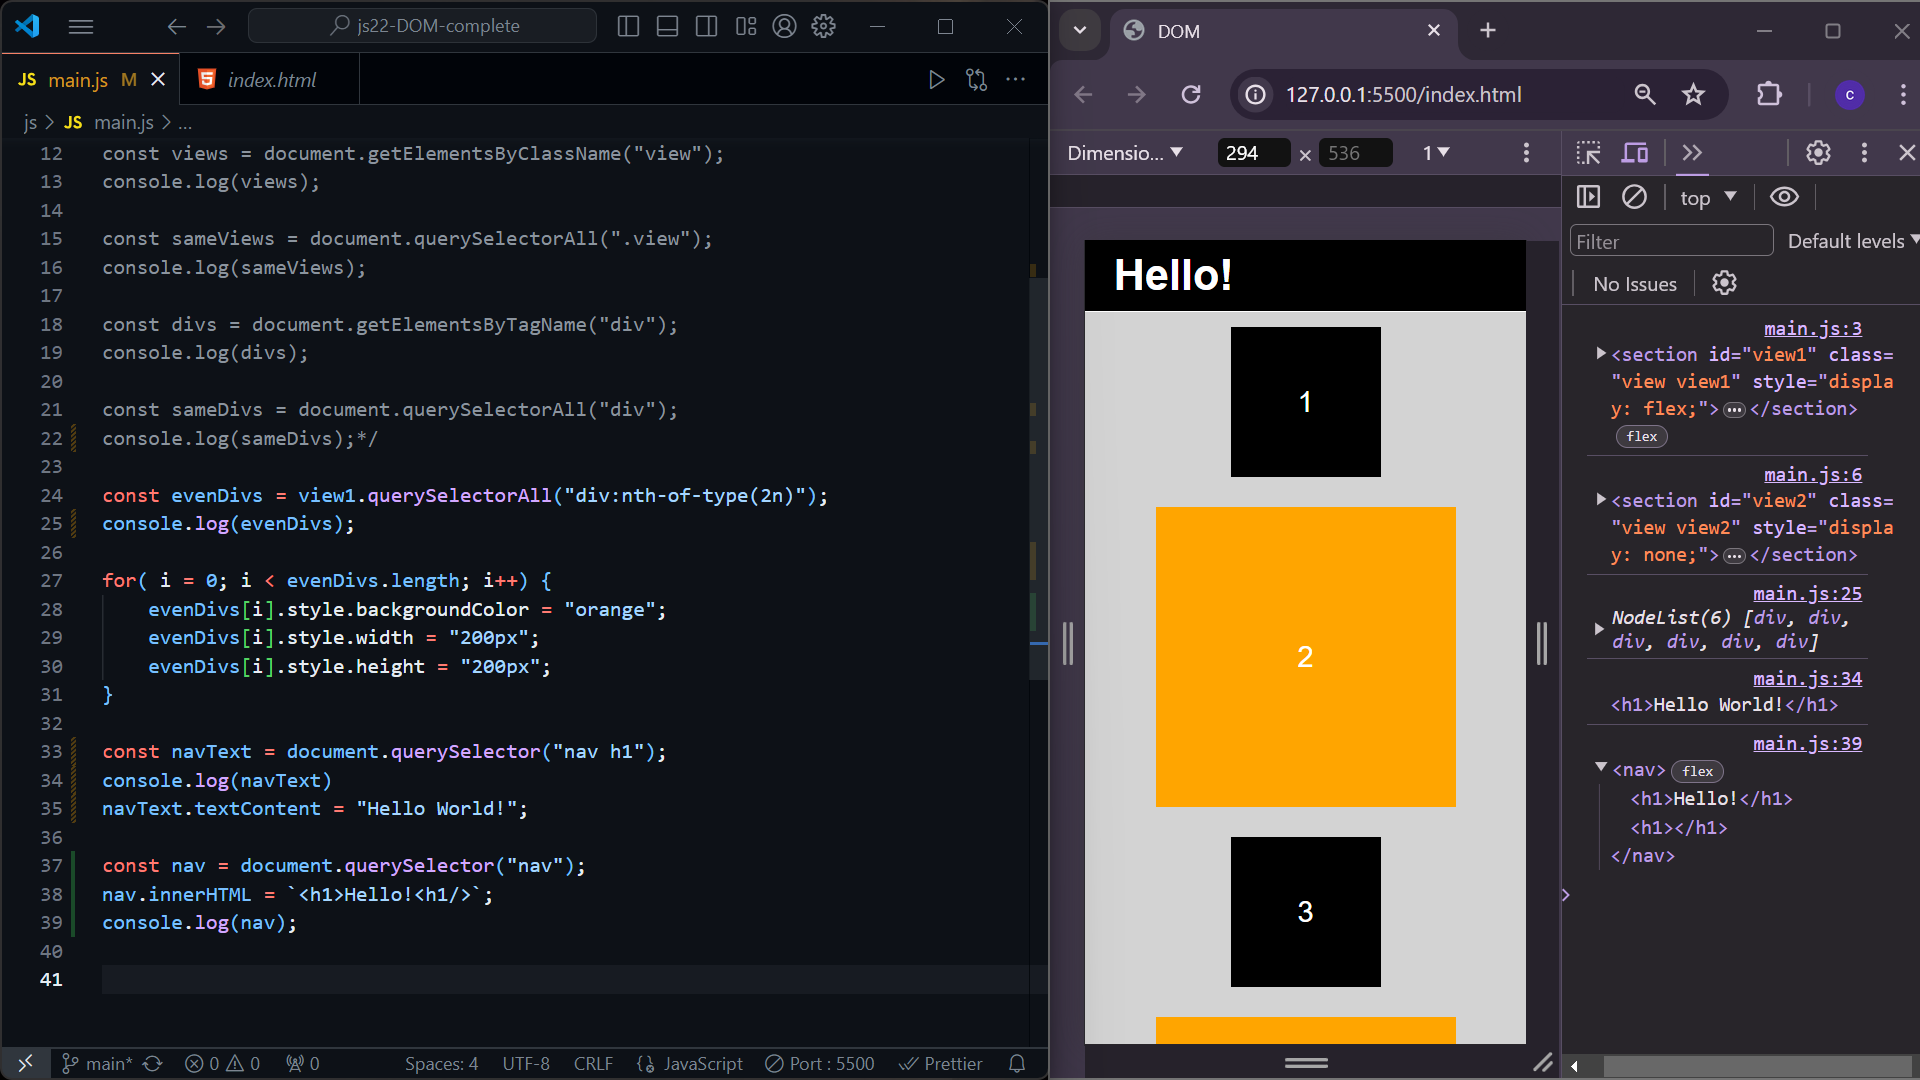 js22-DOM-complete
JS main.js M
index.html
js > JS main.js > ...
12 const views = document.getElementsByClassName("view");
13 console.log(views);
14
15 const sameViews = document.querySelectorAll(".view");
16 console.log(sameViews);
17
18 const divs = document.getElementsByTagName("div");
19 console.log(divs);
20
21 const sameDivs = document.querySelectorAll("div");
22 console.log(sameDivs);*/
23
24 const evenDivs = view1.querySelectorAll("div:nth-of-type(2n)");
25 console.log(evenDivs);
26
27 for( i = 0; i < evenDivs.length; i++) {
28 evenDivs[i].style.backgroundColor = "orange";
29 evenDivs[i].style.width = "200px";
30 evenDivs[i].style.height = "200px";
31 }
32
33 const navText = document.querySelector("nav h1");
34 console.log(navText)
35 navText.textContent = "Hello World!";
36
37 const nav = document.querySelector("nav");
38 nav.innerHTML = `<h1>Hello!<h1/>`;
39 console.log(nav);
40
41
main* 0 0 0 Spaces: 4 UTF-8 CRLF JavaScript Port : 5500 Prettier
DOM
127.0.0.1:5500/index.html
c
Dimensio... 294 × 536 1
Hello!
1
2
3
top
Filter
Default levels
No Issues
main.js:3
<section id="view1" class=
"view view1" style="displa
y: flex;">…</section>
flex
main.js:6
<section id="view2" class=
"view view2" style="displa
y: none;">…</section>
main.js:25
NodeList(6) [div, div,
div, div, div, div]
main.js:34
<h1>Hello World!</h1>
main.js:39
<nav> flex
<h1>Hello!</h1>
<h1></h1>
</nav>